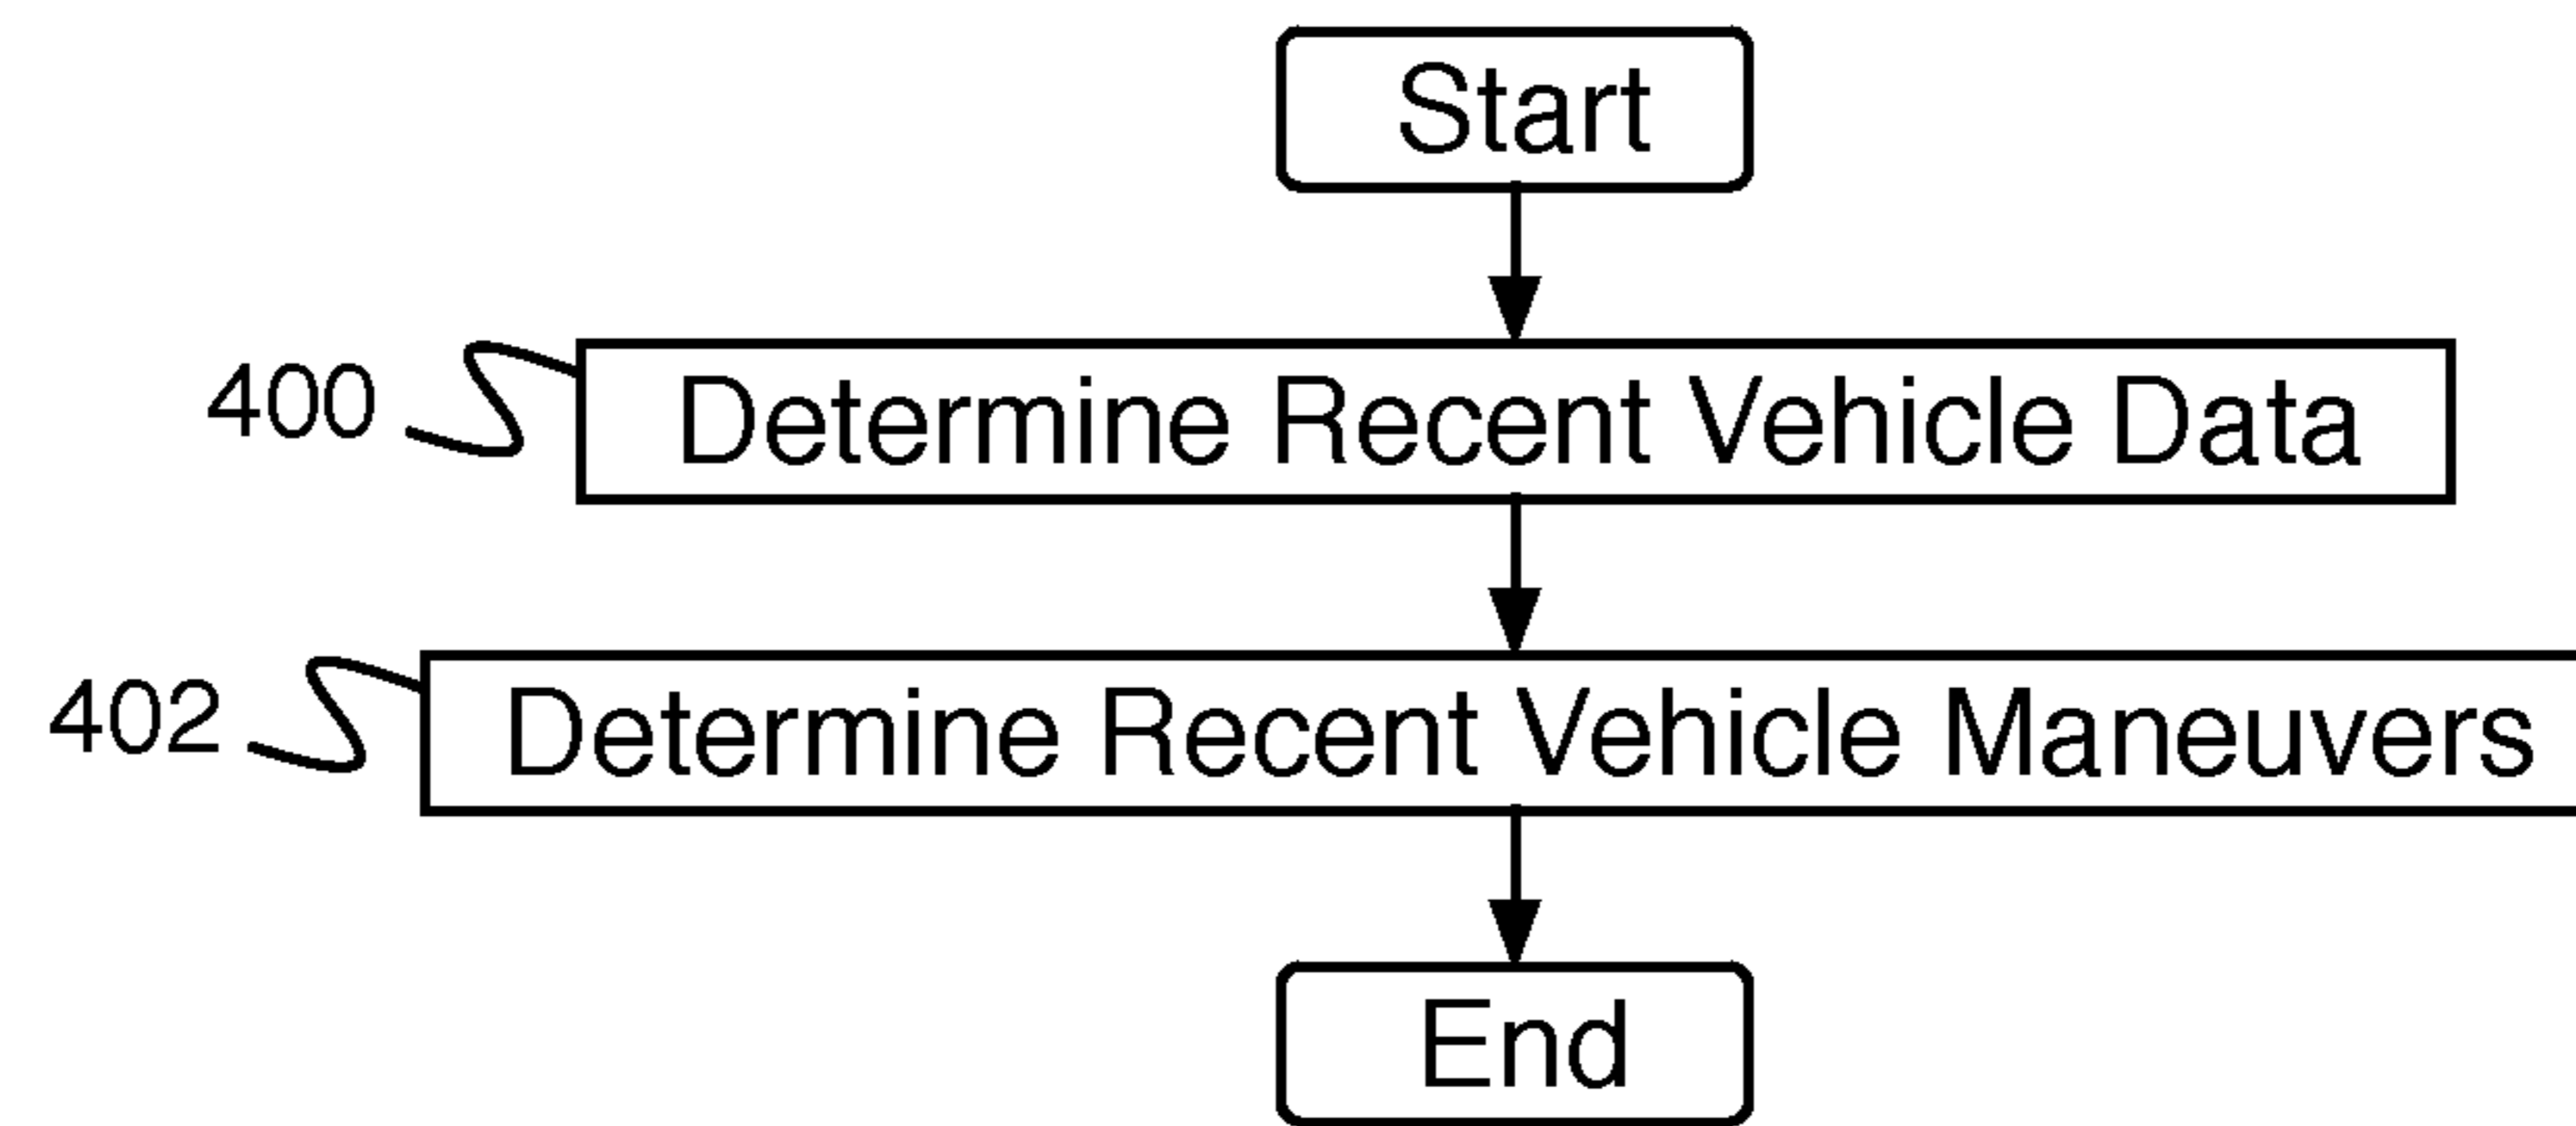 Start
400
Determine Recent Vehicle Data
402
Determine Recent Vehicle Maneuvers
End